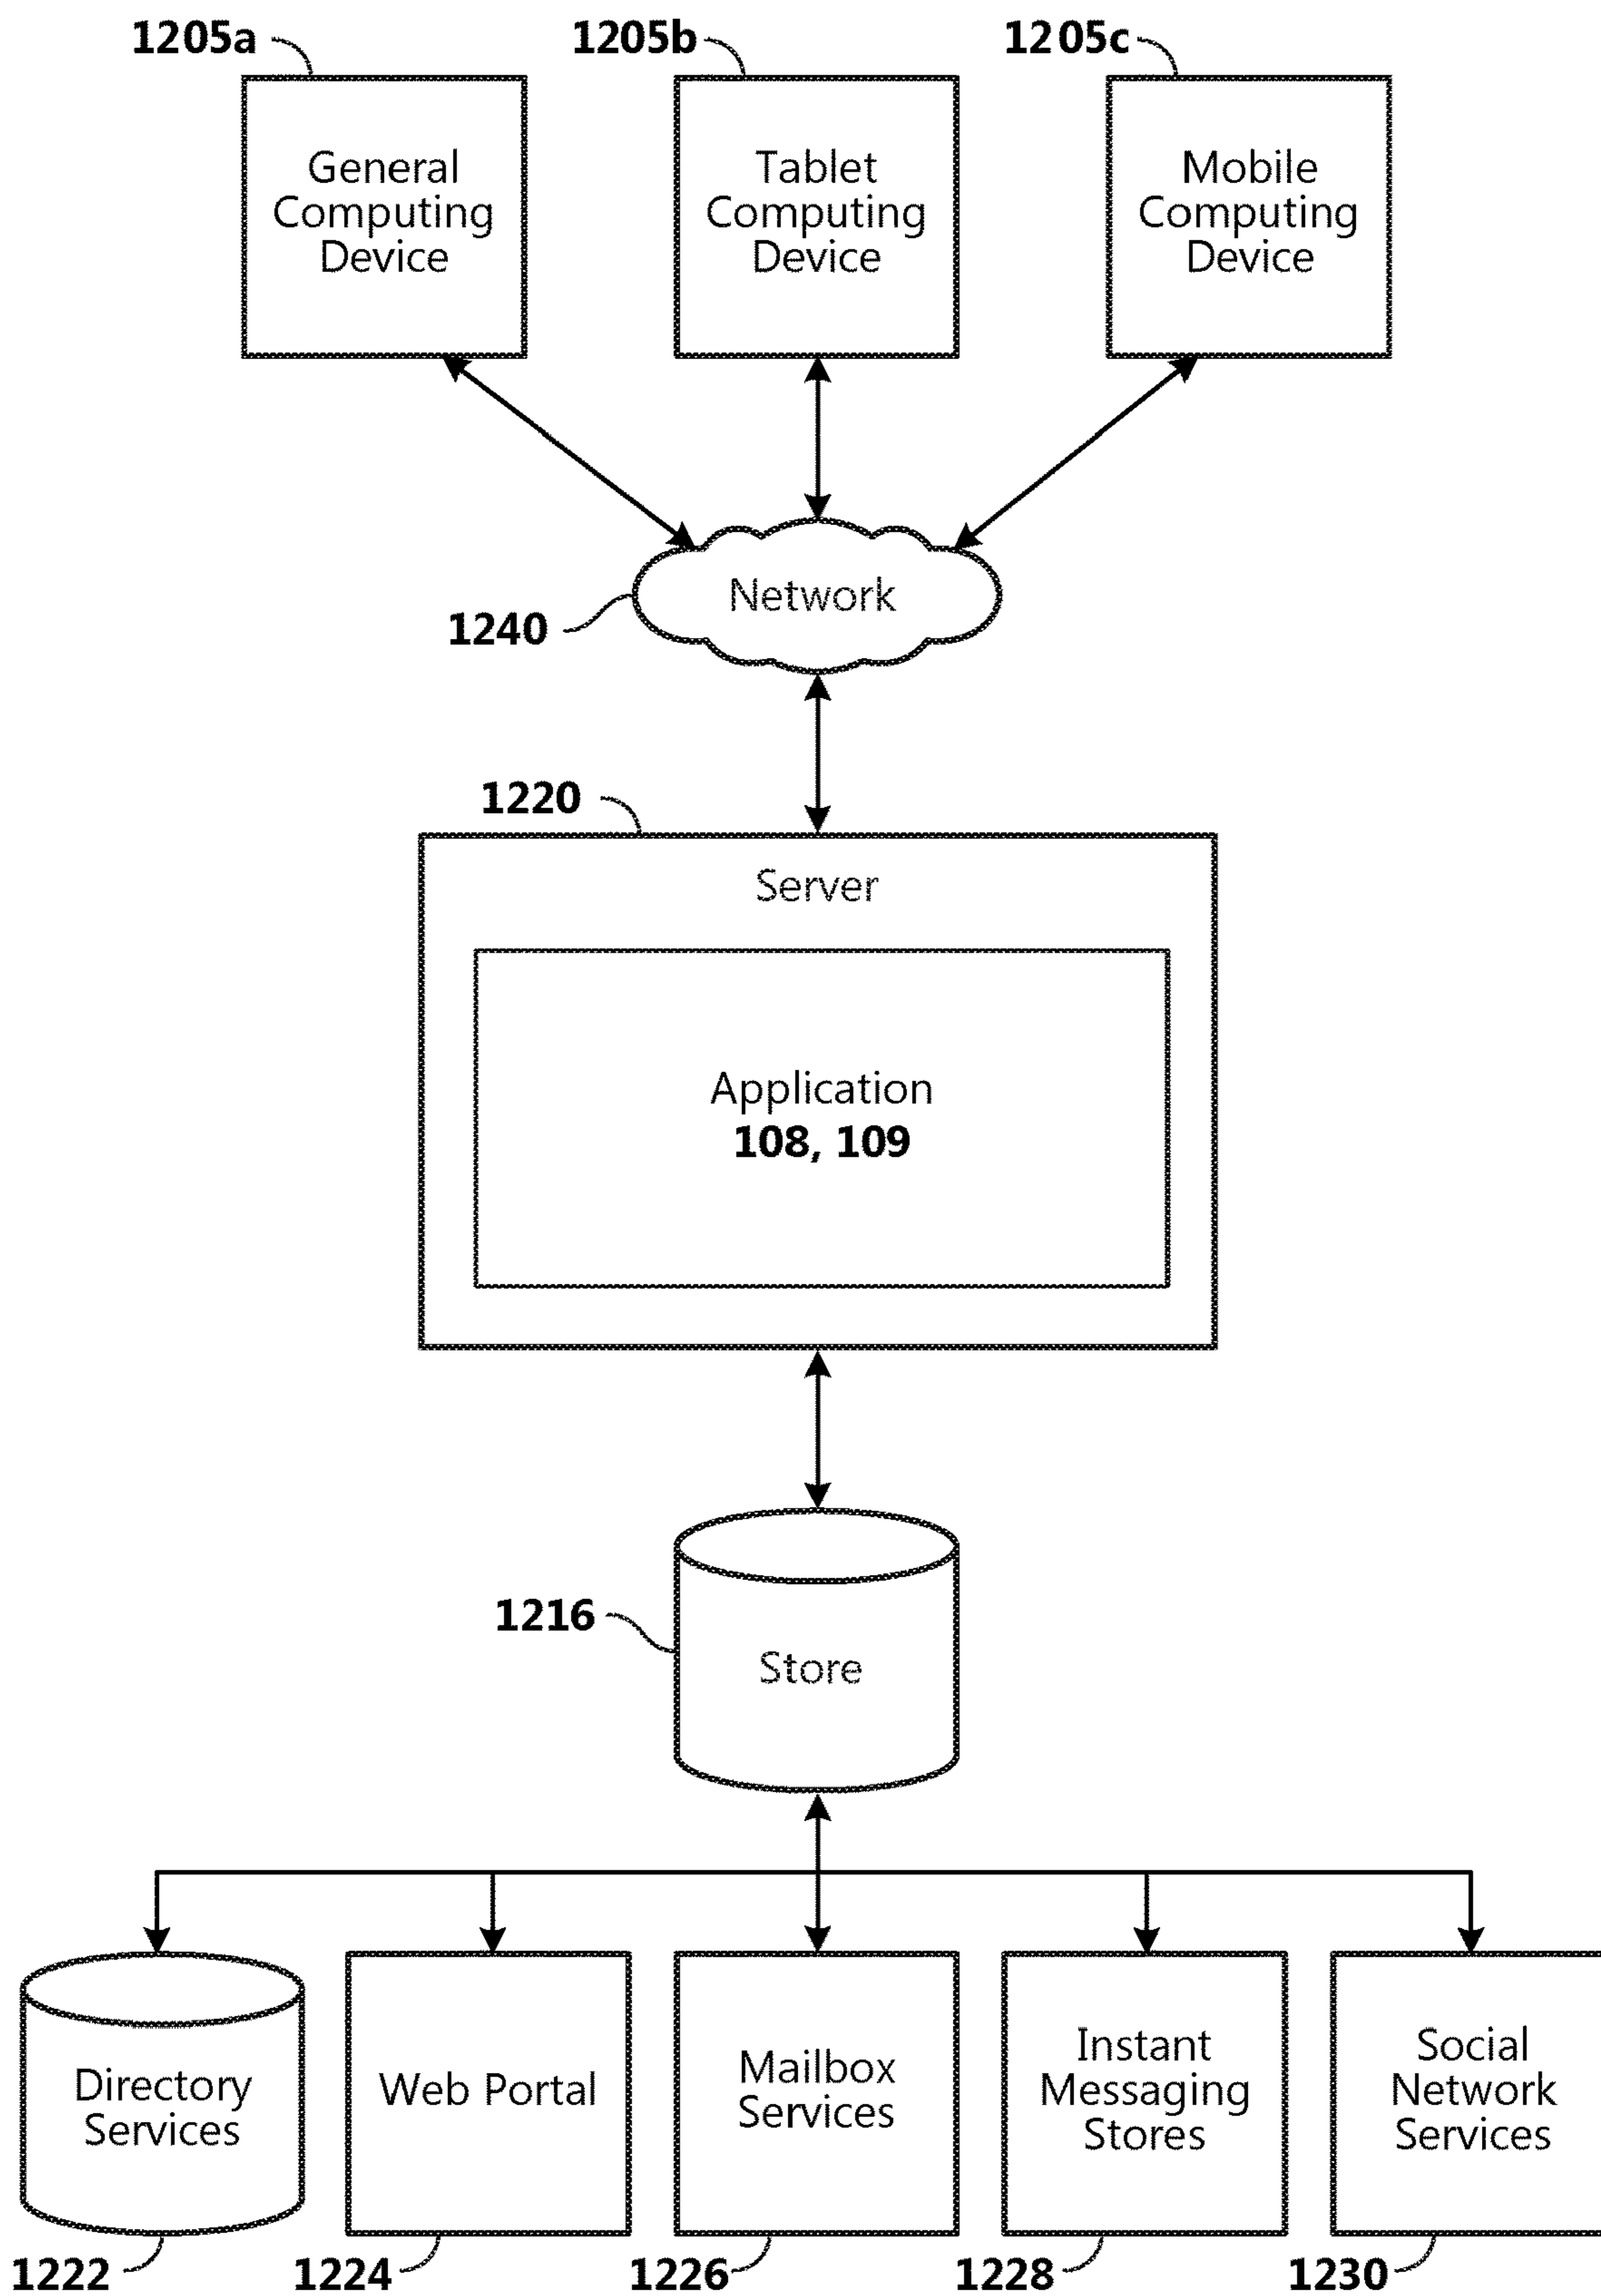 1205a
1205b
1205c
General
Computing
Device
Tablet
Computing
Device
Mobile
Computing
Device
Network
1240
1220
Server
Application
108, 109
1216
Store
Directory
Services
Web Portal
Mailbox
Services
Instant
Messaging
Stores
Social
Network
Services
1222
1224
1226
1228
1230